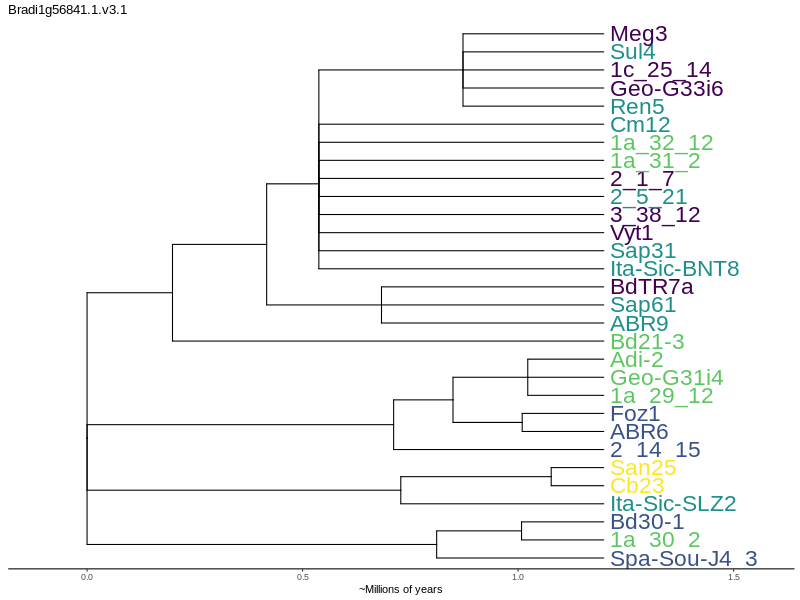 Bradi1g56841.1.v3.1
Meg3
Sul4
1c_25_14
Geo-G33i6
Ren5
Cm12
1a_32_12
1a_31_2
2_1_7
2_5_21
3_38_12
Vyt1
Sap31
Ita-Sic-BNT8
BdTR7a
Sap61
ABR9
Bd21-3
Adi-2
Geo-G31i4
1a_29_12
Foz1
ABR6
2_14_15
San25
Cb23
Ita-Sic-SLZ2
Bd30-1
1a_30_2
Spa-Sou-J4_3
0.0 0.5 1.0 1.5
~Millions of years